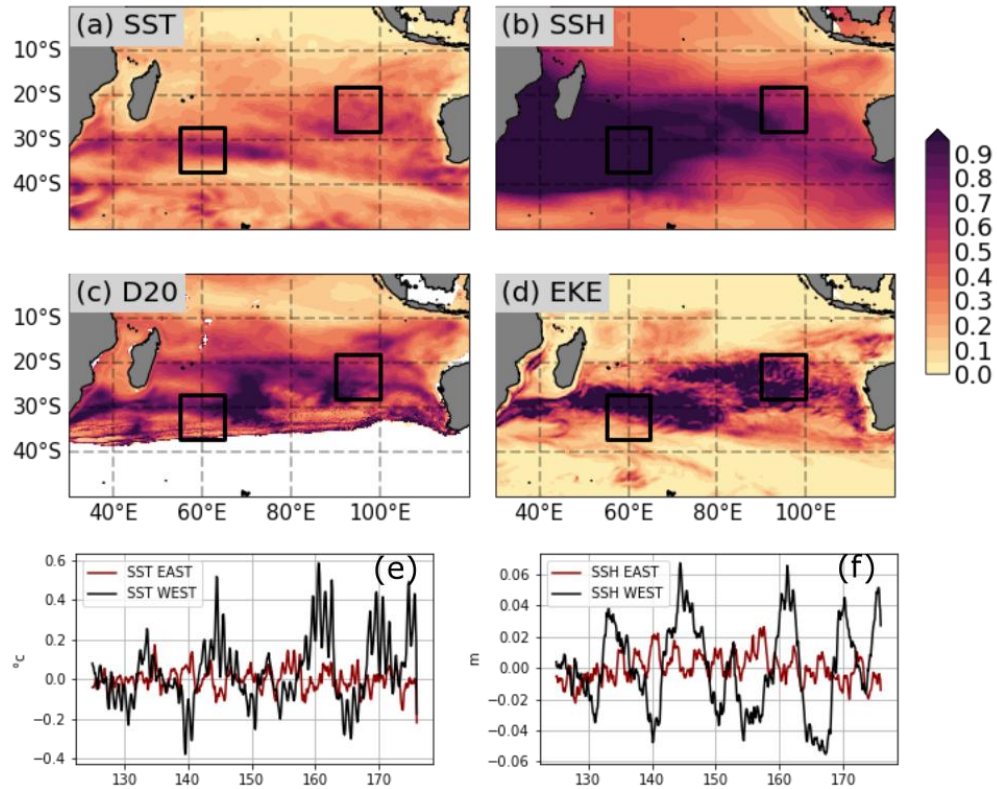 (a) SST
(b) SSH
10°S
20°S
30°S
40°S
0.9
0.8
0.7
0.6
0.5
0.4
0.3
0.2
0.1
0.0
(c) D20
(d) EKE
10°S
20°S
30°S
40°S
40°E 60°E 80°E 100°E
40°E 60°E 80°E 100°E
(e)
SST EAST
SST WEST
0.6
0.4
0.2
0.0
−0.2
−0.4
°c
130 140 150 160 170
(f)
SSH EAST
SSH WEST
0.06
0.04
0.02
0.00
−0.02
−0.04
−0.06
m
130 140 150 160 170